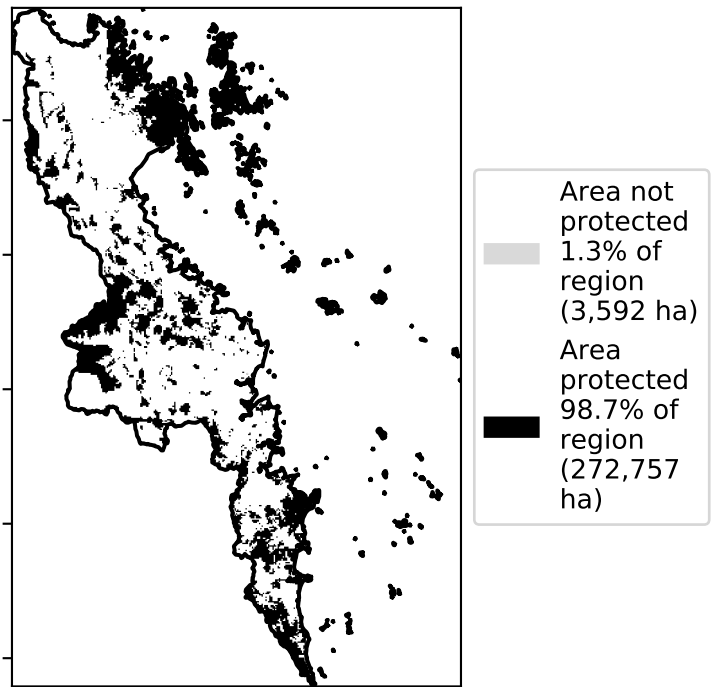 Area not
protected
1.3% of
region
(3,592 ha)
Area
protected
98.7% of
region
(272,757
ha)